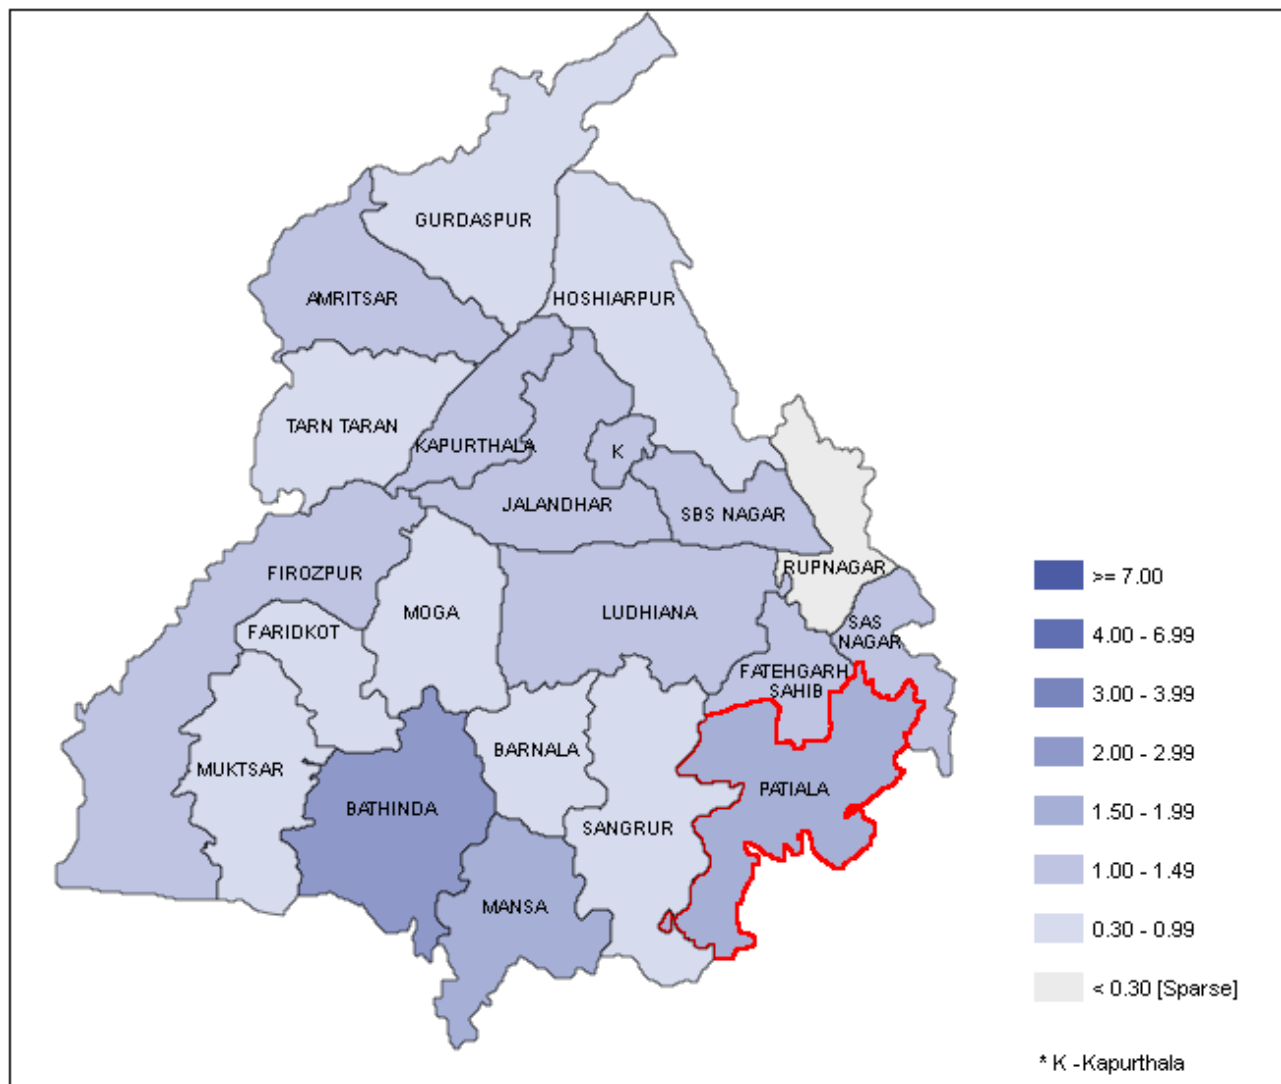 GURDASPUR
AMRITSAR
HOSHIARPUR
TARN TARAN
KAPURTHALA
K
JALANDHAR
SBS NAGAR
FIROZPUR
RUPNAGAR
MOGA
LUDHIANA
FARIDKOT
SAS
NAGAR
FATEHGARH
SAHIB
MUKTSAR
BARNALA
BATHINDA
PATIALA
SANGRUR
MANSA
>= 7.00
4.00 - 6.99
3.00 - 3.99
2.00 - 2.99
1.50 - 1.99
1.00 - 1.49
0.30 - 0.99
< 0.30 [Sparse]
* K -Kapurthala